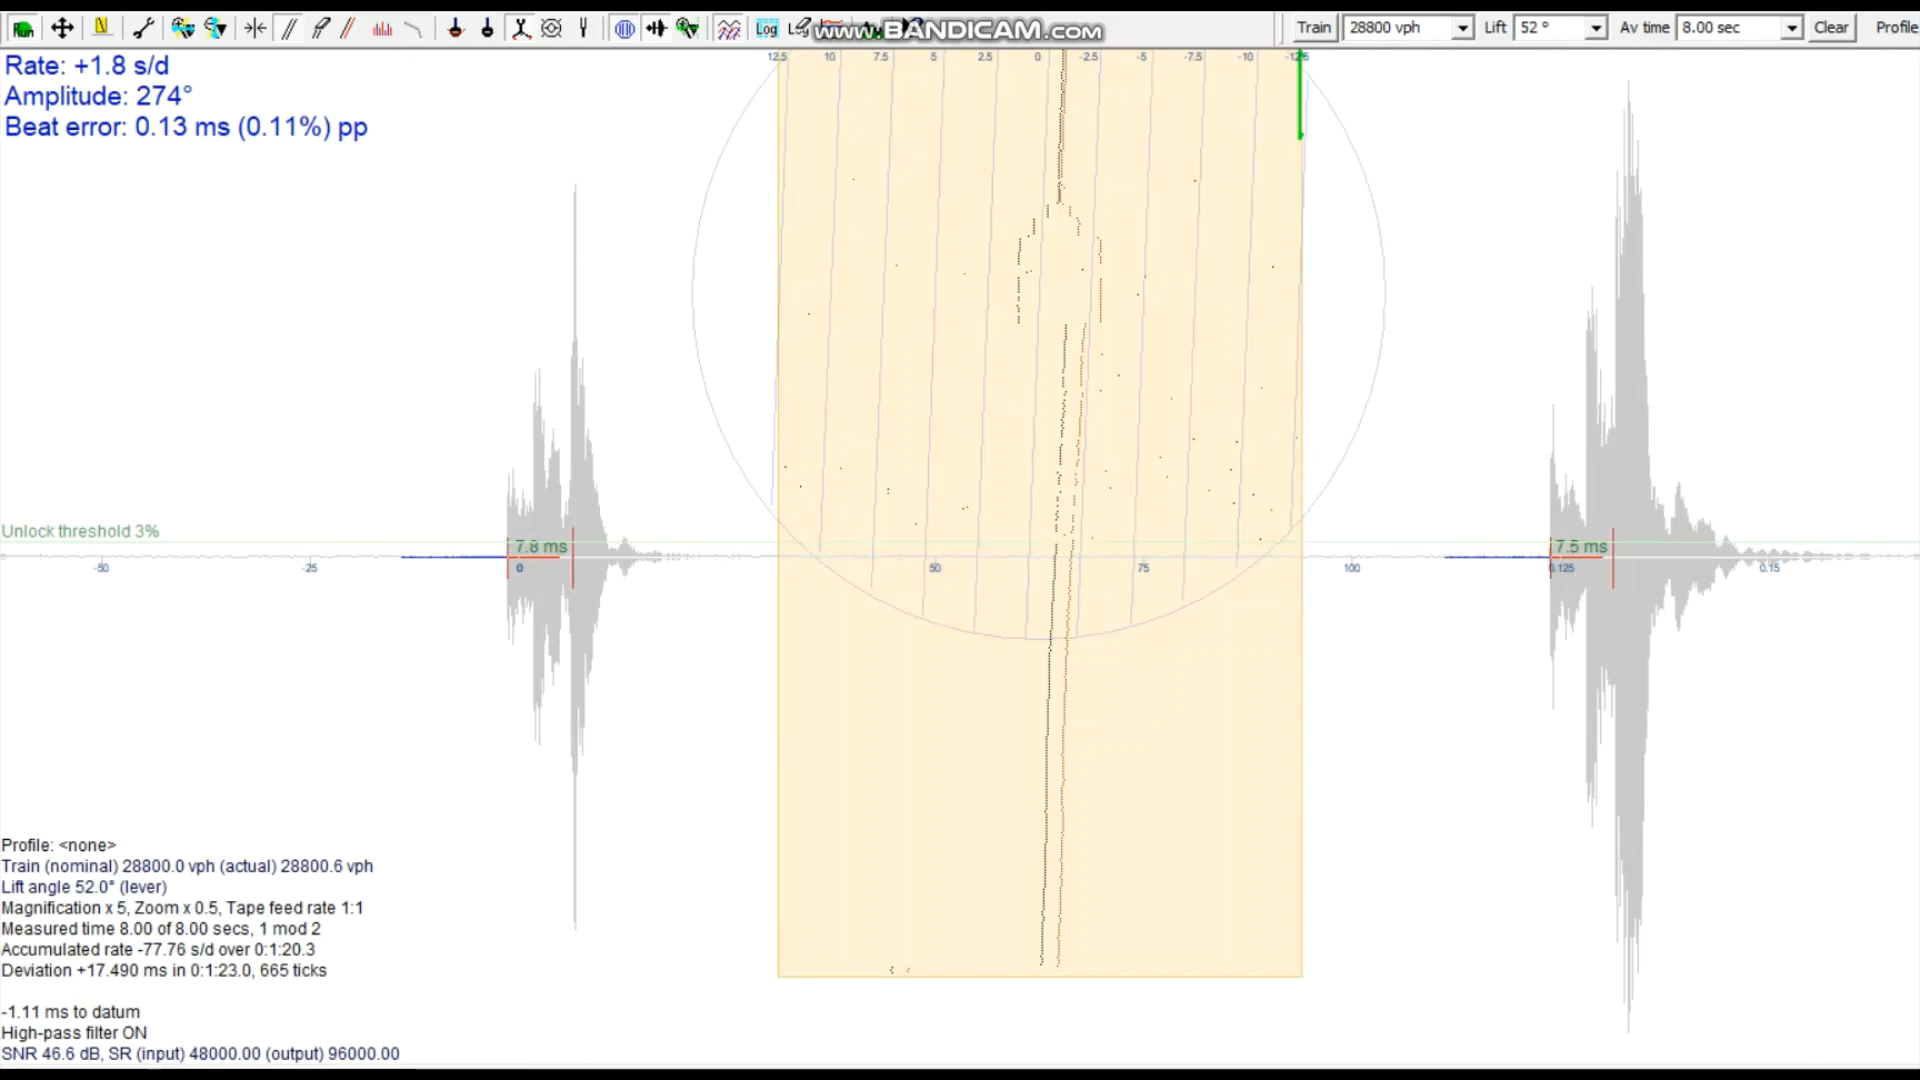 Log
www.BANDICAM.com
Train
28800 vph
Lift
52 °
Av time
8.00 sec
Clear
Profile
12.5 10 7.5 5 2.5 0 -2.5 -5 -7.5 -10 -12.5
Rate: +1.8 s/d
Amplitude: 274°
Beat error: 0.13 ms (0.11%) pp
Unlock threshold 3%
7.8 ms
7.5 ms
-50 -25 0 50 75 100 0.125 0.15
Profile: <none>
Train (nominal) 28800.0 vph (actual) 28800.6 vph
Lift angle 52.0° (lever)
Magnification x 5, Zoom x 0.5, Tape feed rate 1:1
Measured time 8.00 of 8.00 secs, 1 mod 2
Accumulated rate -77.76 s/d over 0:1:20.3
Deviation +17.490 ms in 0:1:23.0, 665 ticks
-1.11 ms to datum
High-pass filter ON
SNR 46.6 dB, SR (input) 48000.00 (output) 96000.00